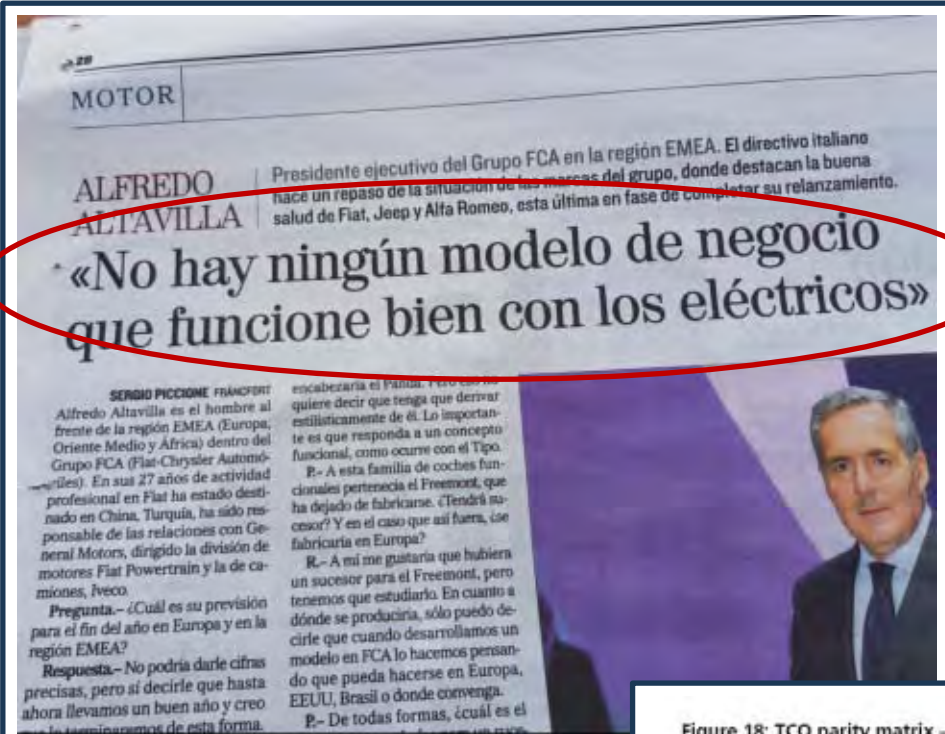 28
MOTOR
ALFREDO
ALTAVILLA
Presidente ejecutivo del Grupo FCA en la región EMEA. El directivo italiano
hace un repaso de la situación de las marcas del grupo, donde destacan la buena
salud de Fiat, Jeep y Alfa Romeo, esta última en fase de completar su relanzamiento.
«No hay ningún modelo de negocio
que funcione bien con los eléctricos»
SERGIO PICCIONE FRÁNCFORT
Alfredo Altavilla es el hombre al
frente de la región EMEA (Europa,
Oriente Medio y África) dentro del
Grupo FCA (Fiat-Chrysler Automó-
viles). En sus 27 años de actividad
profesional en Fiat ha estado desti-
nado en China, Turquía, ha sido res-
ponsable de las relaciones con Ge-
neral Motors, dirigido la división de
motores Fiat Powertrain y la de ca-
miones, Iveco.
Pregunta.– ¿Cuál es su previsión
para el fin del año en Europa y en la
región EMEA?
Respuesta.– No podría darle cifras
precisas, pero sí decirle que hasta
ahora llevamos un buen año y creo
que lo terminaremos de esta forma.
encabezaría el Panda. Pero eso no
quiere decir que tenga que derivar
estilísticamente de él. Lo importan-
te es que responda a un concepto
funcional, como ocurre con el Tipo.
P.– A esta familia de coches fun-
cionales pertenecía el Freemont, que
ha dejado de fabricarse. ¿Tendrá su-
cesor? Y en el caso que así fuera, ¿se
fabricaría en Europa?
R.– A mí me gustaría que hubiera
un sucesor para el Freemont, pero
tenemos que estudiarlo. En cuanto a
dónde se produciría, sólo puedo de-
cirle que cuando desarrollamos un
modelo en FCA lo hacemos pensan-
do que pueda hacerse en Europa,
EEUU, Brasil o donde convenga.
P.– De todas formas, ¿cuál es el
Figure 18: TCO parity matrix